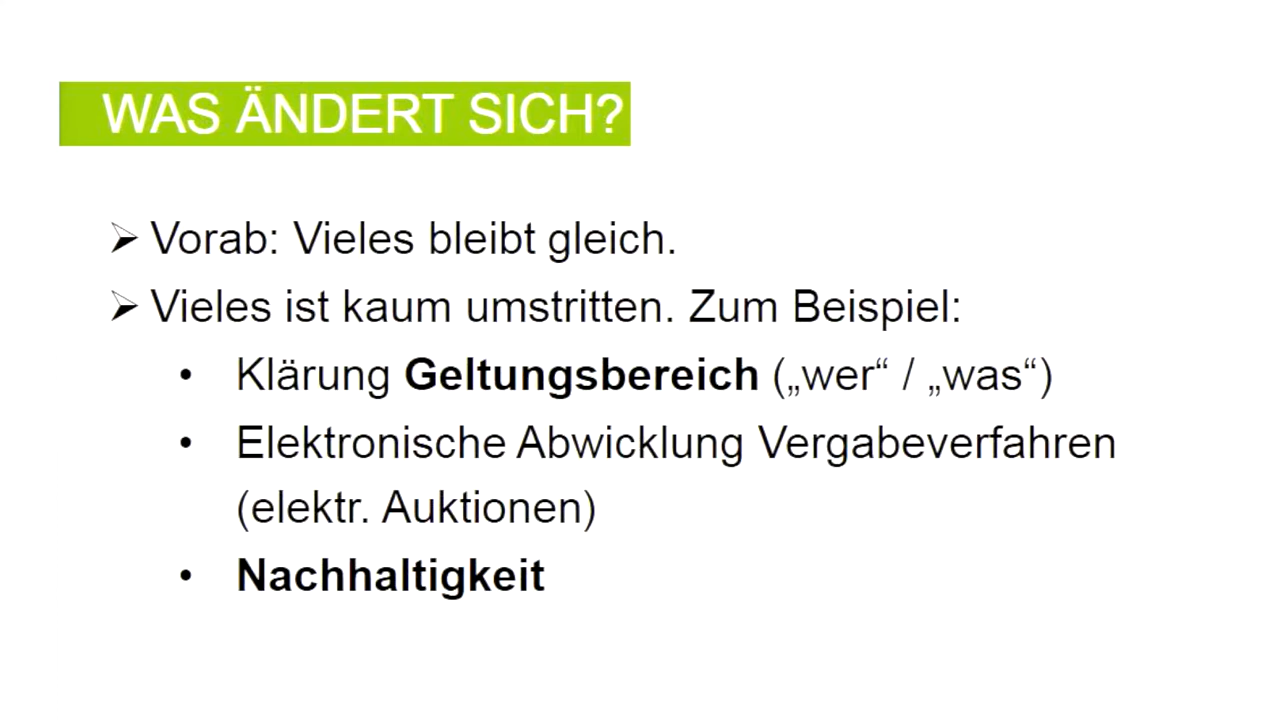 WAS ÄNDERT SICH?
➢ Vorab: Vieles bleibt gleich.
➢ Vieles ist kaum umstritten. Zum Beispiel:
• Klärung Geltungsbereich („wer“ / „was“)
• Elektronische Abwicklung Vergabeverfahren
(elektr. Auktionen)
• Nachhaltigkeit